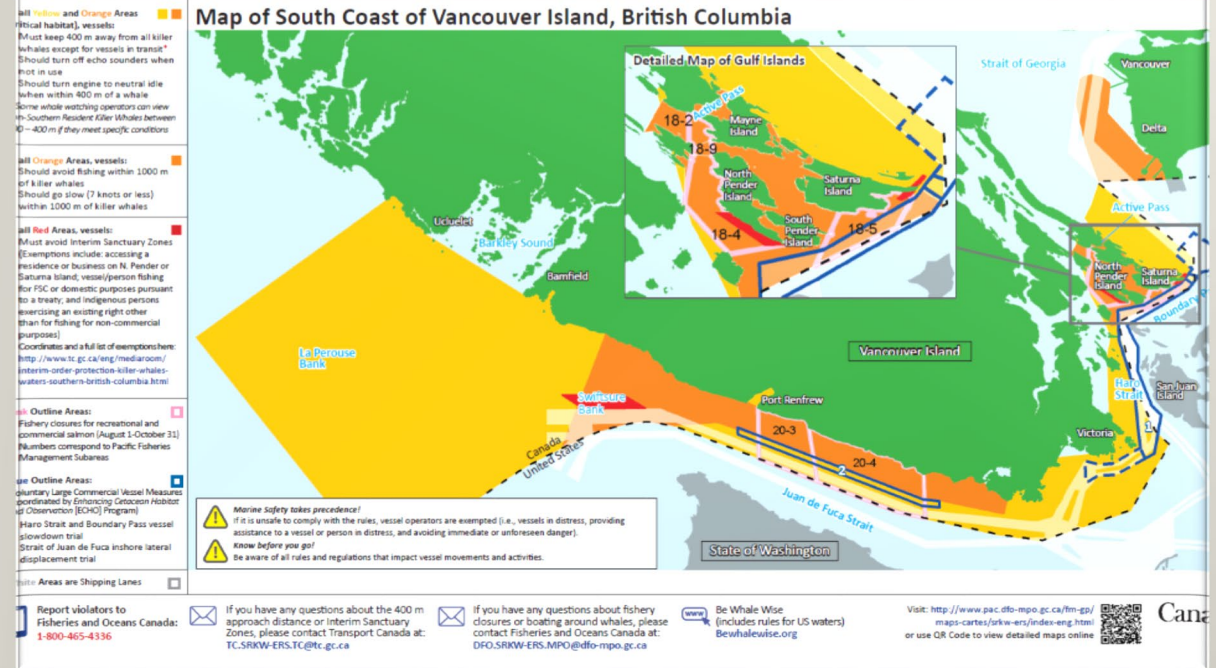 Map of South Coast of Vancouver Island, British Columbia
all Yellow and Orange Areas
itical habitat), vessels:
Must keep 400 m away from all killer
whales except for vessels in transit*
Should turn off echo sounders when
not in use
Should turn engine to neutral idle
when within 400 m of a whale
ome whale watching operators can view
n-Southern Resident Killer Whales between
0 – 400 m if they meet specific conditions
all Orange Areas, vessels:
Should avoid fishing within 1000 m
of killer whales
Should go slow (7 knots or less)
within 1000 m of killer whales
all Red Areas, vessels:
Must avoid Interim Sanctuary Zones
(Exemptions include: accessing a
residence or business on N. Pender or
Saturna Island; vessel/person fishing
for FSC or domestic purposes pursuant
to a treaty; and Indigenous persons
exercising an existing right other
than for fishing for non-commercial
purposes)
Coordinates and a full list of exemptions here:
http://www.tc.gc.ca/eng/mediaroom/
interim-order-protection-killer-whales-
waters-southern-british-columbia.html
nk Outline Areas:
Fishery closures for recreational and
commercial salmon (August 1-October 31)
Numbers correspond to Pacific Fisheries
Management Subareas
ue Outline Areas:
oluntary Large Commercial Vessel Measures
oordinated by Enhancing Cetacean Habitat
d Observation [ECHO] Program)
Haro Strait and Boundary Pass vessel
slowdown trial
Strait of Juan de Fuca inshore lateral
displacement trial
hite Areas are Shipping Lanes
Detailed Map of Gulf Islands
Active Pass
18-2
Mayne
Island
18-9
North
Pender
Island
Saturna
Island
South
Pender
Island
18-4
18-5
Strait of Georgia
Vancouver
Delta
Active Pass
North
Pender
Island
Saturna
Island
Boundary
Ucluelet
Barkley Sound
Bamfield
La Perouse
Bank
Swiftsure
Bank
Vancouver Island
Port Renfrew
Haro
Strait
San Juan
Island
Victoria
1
20-3
20-4
2
Canada
United States
Juan de Fuca Strait
State of Washington
Marine Safety takes precedence!
If it is unsafe to comply with the rules, vessel operators are exempted (i.e., vessels in distress, providing
assistance to a vessel or person in distress, and avoiding immediate or unforeseen danger).
Know before you go!
Be aware of all rules and regulations that impact vessel movements and activities.
Report violators to
Fisheries and Oceans Canada:
1-800-465-4336
If you have any questions about the 400 m
approach distance or Interim Sanctuary
Zones, please contact Transport Canada at:
TC.SRKW-ERS.TC@tc.gc.ca
If you have any questions about fishery
closures or boating around whales, please
contact Fisheries and Oceans Canada at:
DFO.SRKW-ERS.MPO@dfo-mpo.gc.ca
www
Be Whale Wise
(includes rules for US waters)
Bewhalewise.org
Visit: http://www.pac.dfo-mpo.gc.ca/fm-gp/
maps-cartes/srkw-ers/index-eng.html
or use QR Code to view detailed maps online
Cana